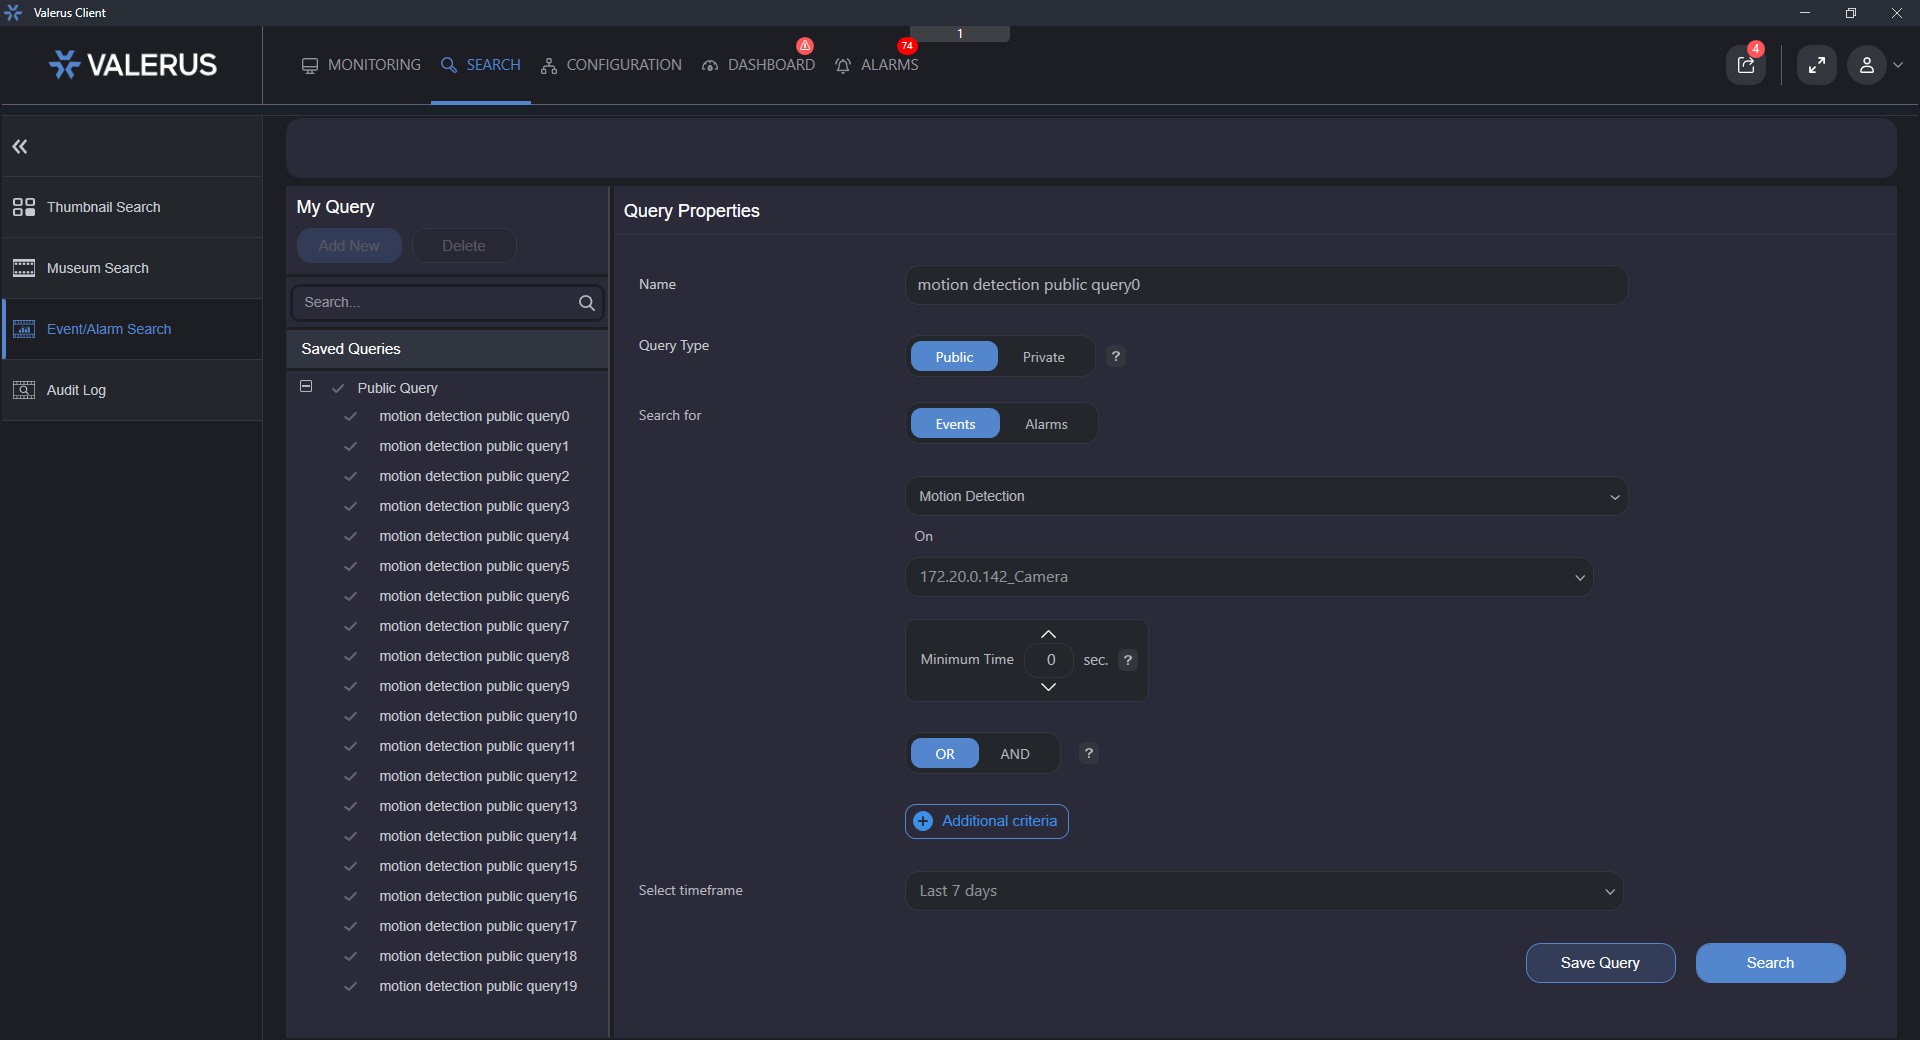 Valerus Client
1
VALERUS
MONITORING
SEARCH
CONFIGURATION
DASHBOARD
74
ALARMS
4
Thumbnail Search
Museum Search
Event/Alarm Search
Audit Log
My Query
Add New
Delete
Search...
Saved Queries
Public Query
motion detection public query0
motion detection public query1
motion detection public query2
motion detection public query3
motion detection public query4
motion detection public query5
motion detection public query6
motion detection public query7
motion detection public query8
motion detection public query9
motion detection public query10
motion detection public query11
motion detection public query12
motion detection public query13
motion detection public query14
motion detection public query15
motion detection public query16
motion detection public query17
motion detection public query18
motion detection public query19
Query Properties
Name
motion detection public query0
Query Type
Public
Private
?
Search for
Events
Alarms
Motion Detection
On
172.20.0.142_Camera
Minimum Time
0
sec.
?
OR
AND
?
Additional criteria
Select timeframe
Last 7 days
Save Query
Search